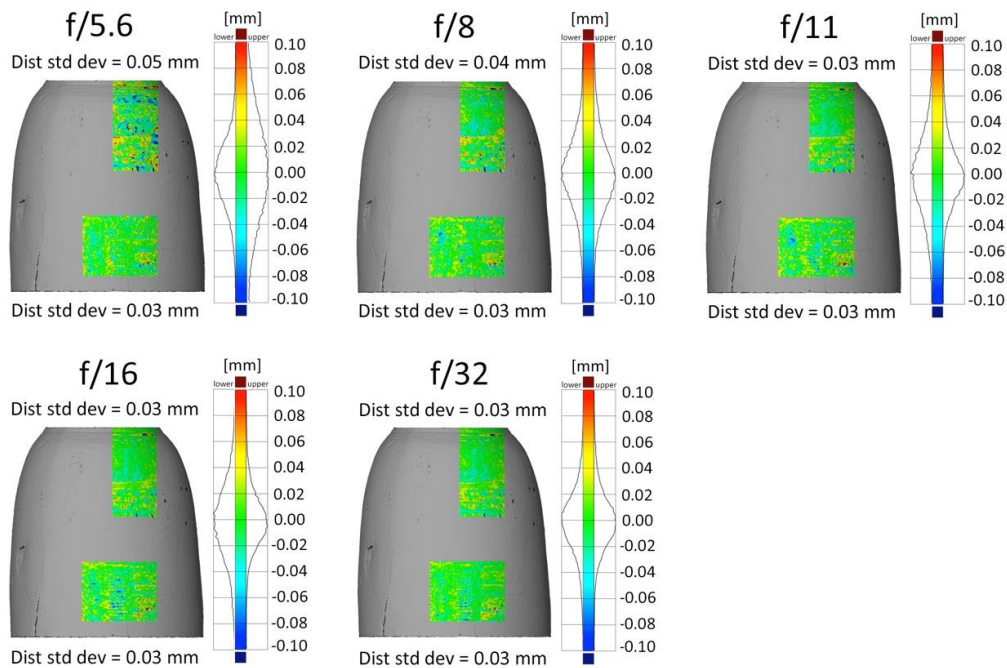 f/5.6
Dist std dev = 0.05 mm
[mm]
lower upper
0.10
0.08
0.06
0.04
0.02
0.00
-0.02
-0.04
-0.06
-0.08
-0.10
Dist std dev = 0.03 mm
f/8
Dist std dev = 0.04 mm
[mm]
lower upper
0.10
0.08
0.06
0.04
0.02
0.00
-0.02
-0.04
-0.06
-0.08
-0.10
Dist std dev = 0.03 mm
f/11
Dist std dev = 0.03 mm
[mm]
lower upper
0.10
0.08
0.06
0.04
0.02
0.00
-0.02
-0.04
-0.06
-0.08
-0.10
Dist std dev = 0.03 mm
f/16
Dist std dev = 0.03 mm
[mm]
lower upper
0.10
0.08
0.06
0.04
0.02
0.00
-0.02
-0.04
-0.06
-0.08
-0.10
Dist std dev = 0.03 mm
f/32
Dist std dev = 0.03 mm
[mm]
lower upper
0.10
0.08
0.06
0.04
0.02
0.00
-0.02
-0.04
-0.06
-0.08
-0.10
Dist std dev = 0.03 mm